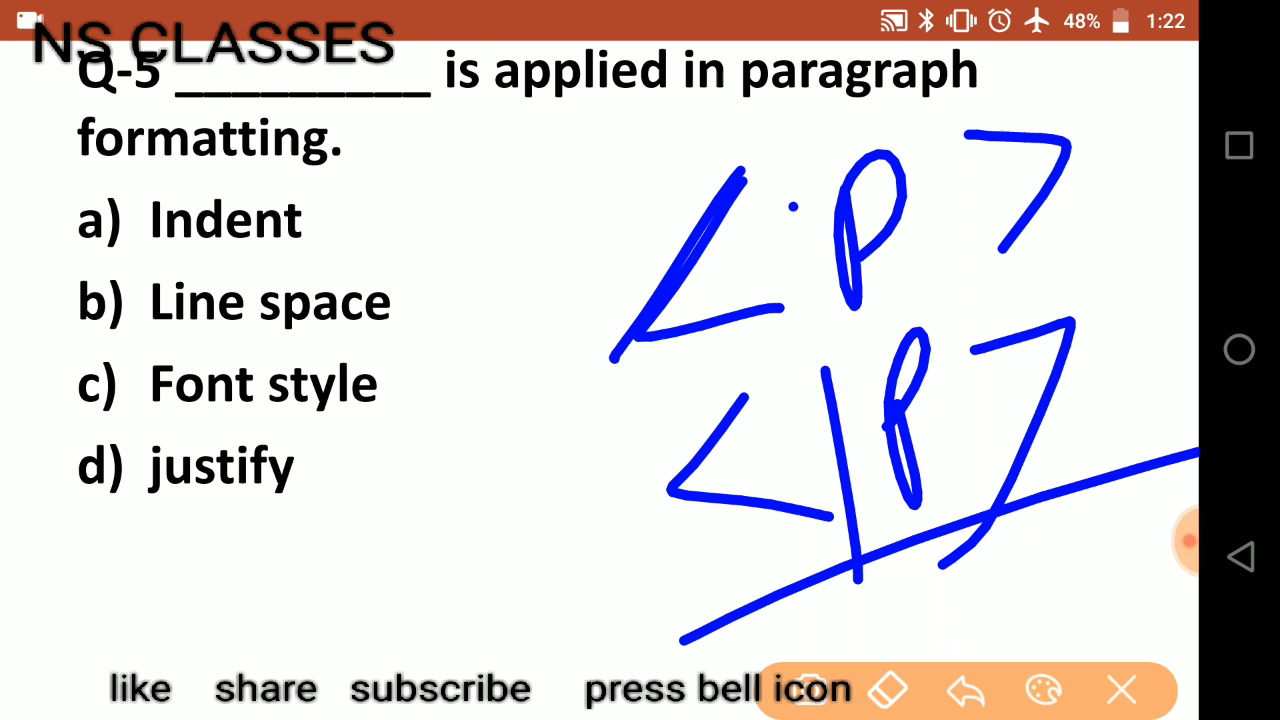 48% 1:22
NS CLASSES
Q-5 _________ is applied in paragraph
formatting.
a) Indent
b) Line space
c) Font style
d) justify
<p>
</p>
like share subscribe press bell icon